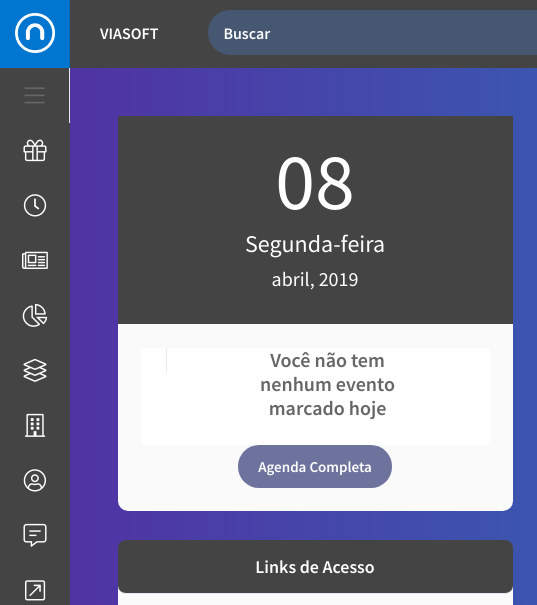 VIASOFT
Buscar
08
Segunda-feira
abril, 2019
Você não tem
nenhum evento
marcado hoje
Agenda Completa
Links de Acesso